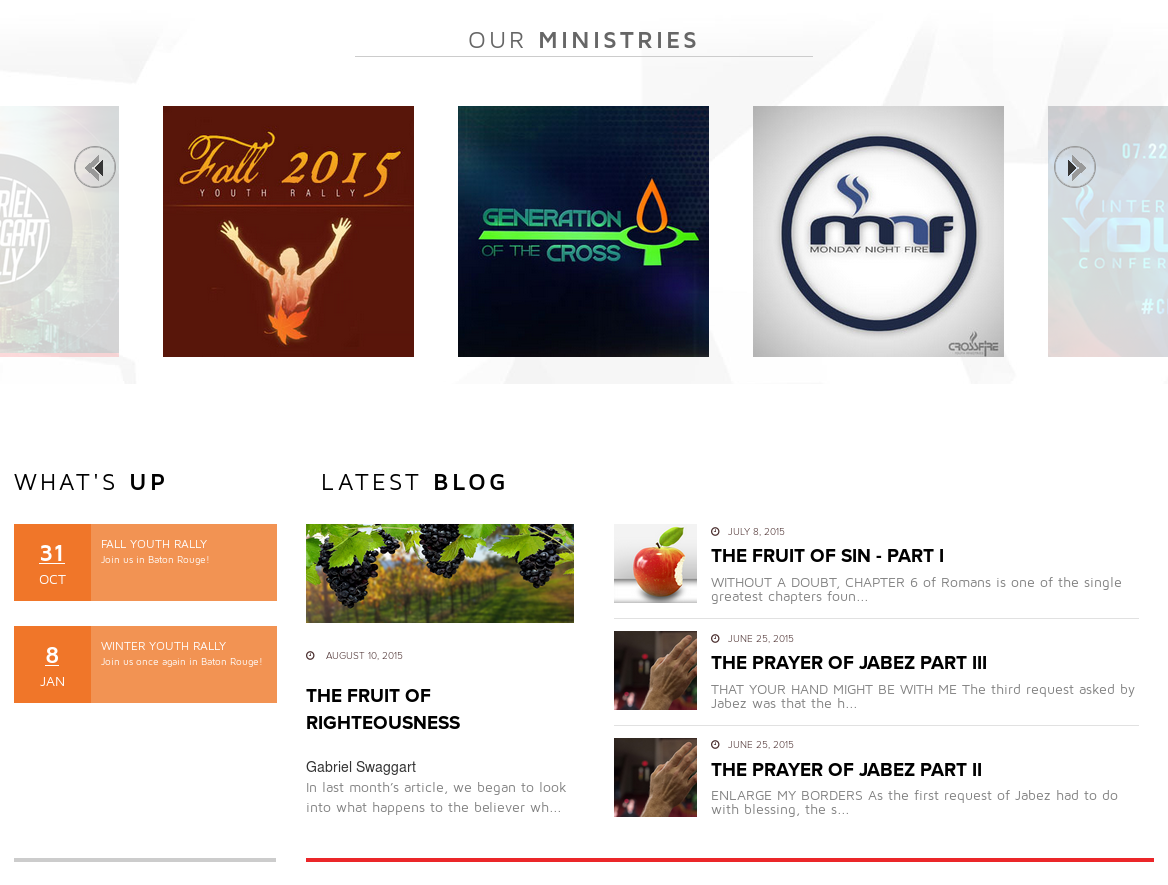 OUR MINISTRIES
RIEL
GART
LLY
Fall 2015
YOUTH RALLY
GENERATION
OF THE CROSS
mnf
MONDAY NIGHT FIRE
CROSSFIRE
07.22
INTER
YOU
CONFER
#C
WHAT'S UP
31
OCT
FALL YOUTH RALLY
Join us in Baton Rouge!
8
JAN
WINTER YOUTH RALLY
Join us once again in Baton Rouge!
LATEST BLOG
AUGUST 10, 2015
THE FRUIT OF
RIGHTEOUSNESS
Gabriel Swaggart
In last month's article, we began to look
into what happens to the believer wh...
JULY 8, 2015
THE FRUIT OF SIN - PART I
WITHOUT A DOUBT, CHAPTER 6 of Romans is one of the single
greatest chapters foun...
JUNE 25, 2015
THE PRAYER OF JABEZ PART III
THAT YOUR HAND MIGHT BE WITH ME The third request asked by
Jabez was that the h...
JUNE 25, 2015
THE PRAYER OF JABEZ PART II
ENLARGE MY BORDERS As the first request of Jabez had to do
with blessing, the s...